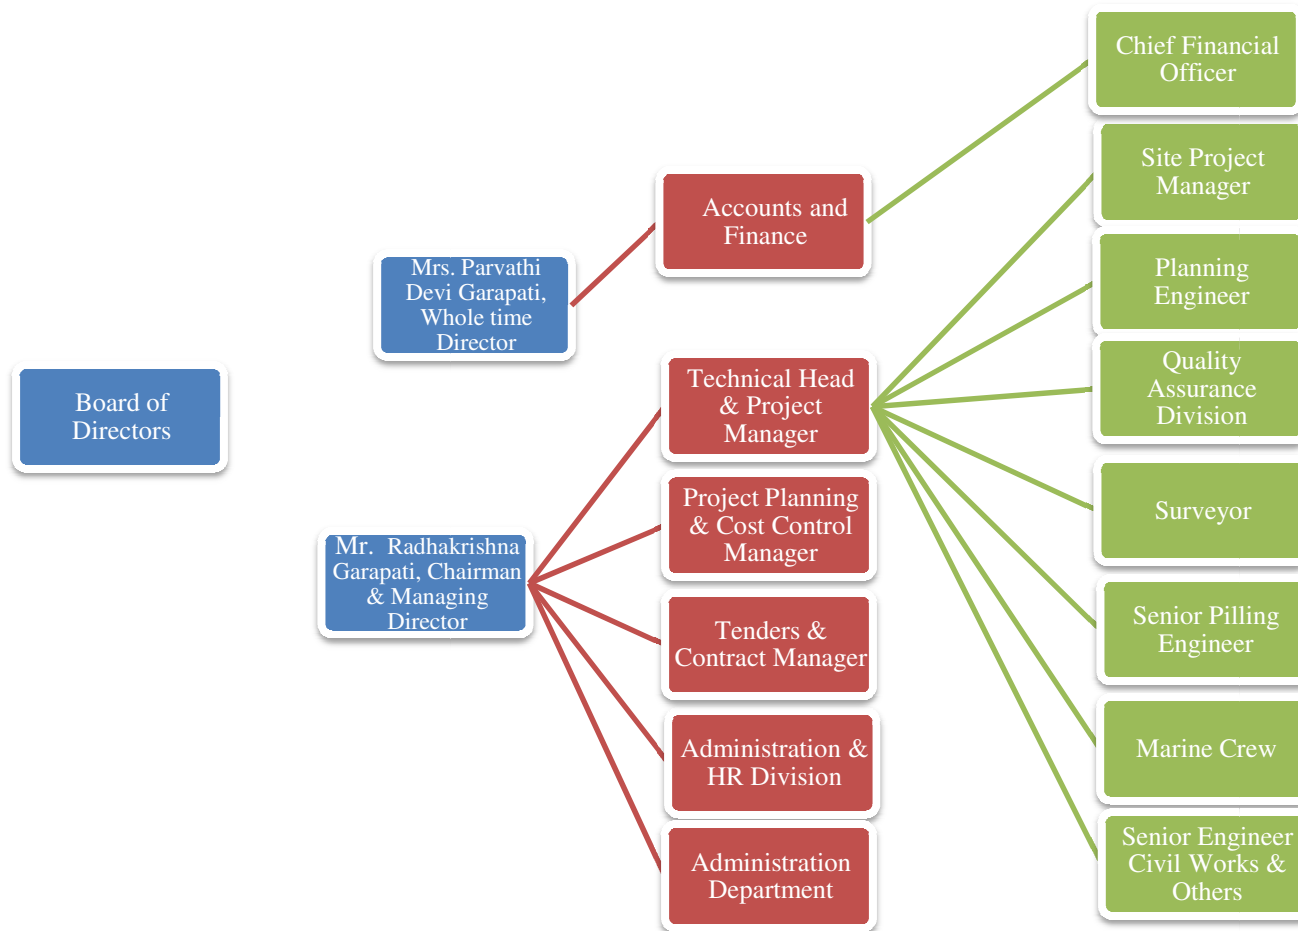 Board of
Directors
Mrs. Parvathi
Devi Garapati,
Whole time
Director
Mr. Radhakrishna
Garapati, Chairman
& Managing
Director
Accounts and
Finance
Technical Head
& Project
Manager
Project Planning
& Cost Control
Manager
Tenders &
Contract Manager
Administration &
HR Division
Administration
Department
Chief Financial
Officer
Site Project
Manager
Planning
Engineer
Quality
Assurance
Division
Surveyor
Senior Pilling
Engineer
Marine Crew
Senior Engineer
Civil Works &
Others